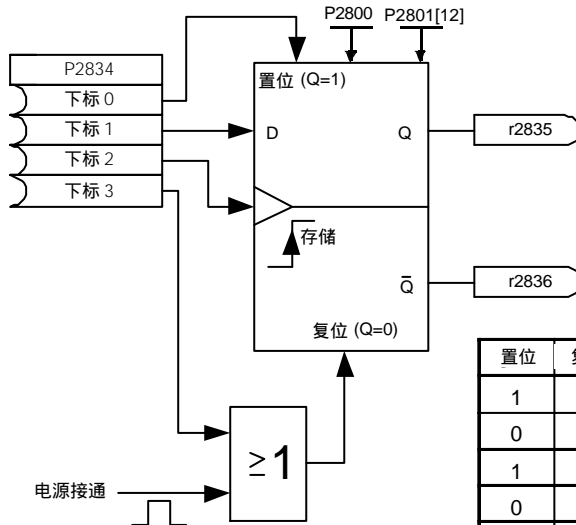 P2800 P2801[12]
P2834
下标 0
下标 1
下标 2
下标 3
置位 (Q=1)
D Q
r2835
存储
Q̄
r2836
复位 (Q=0)
≥1
电源接通
置位
1
0
1
0